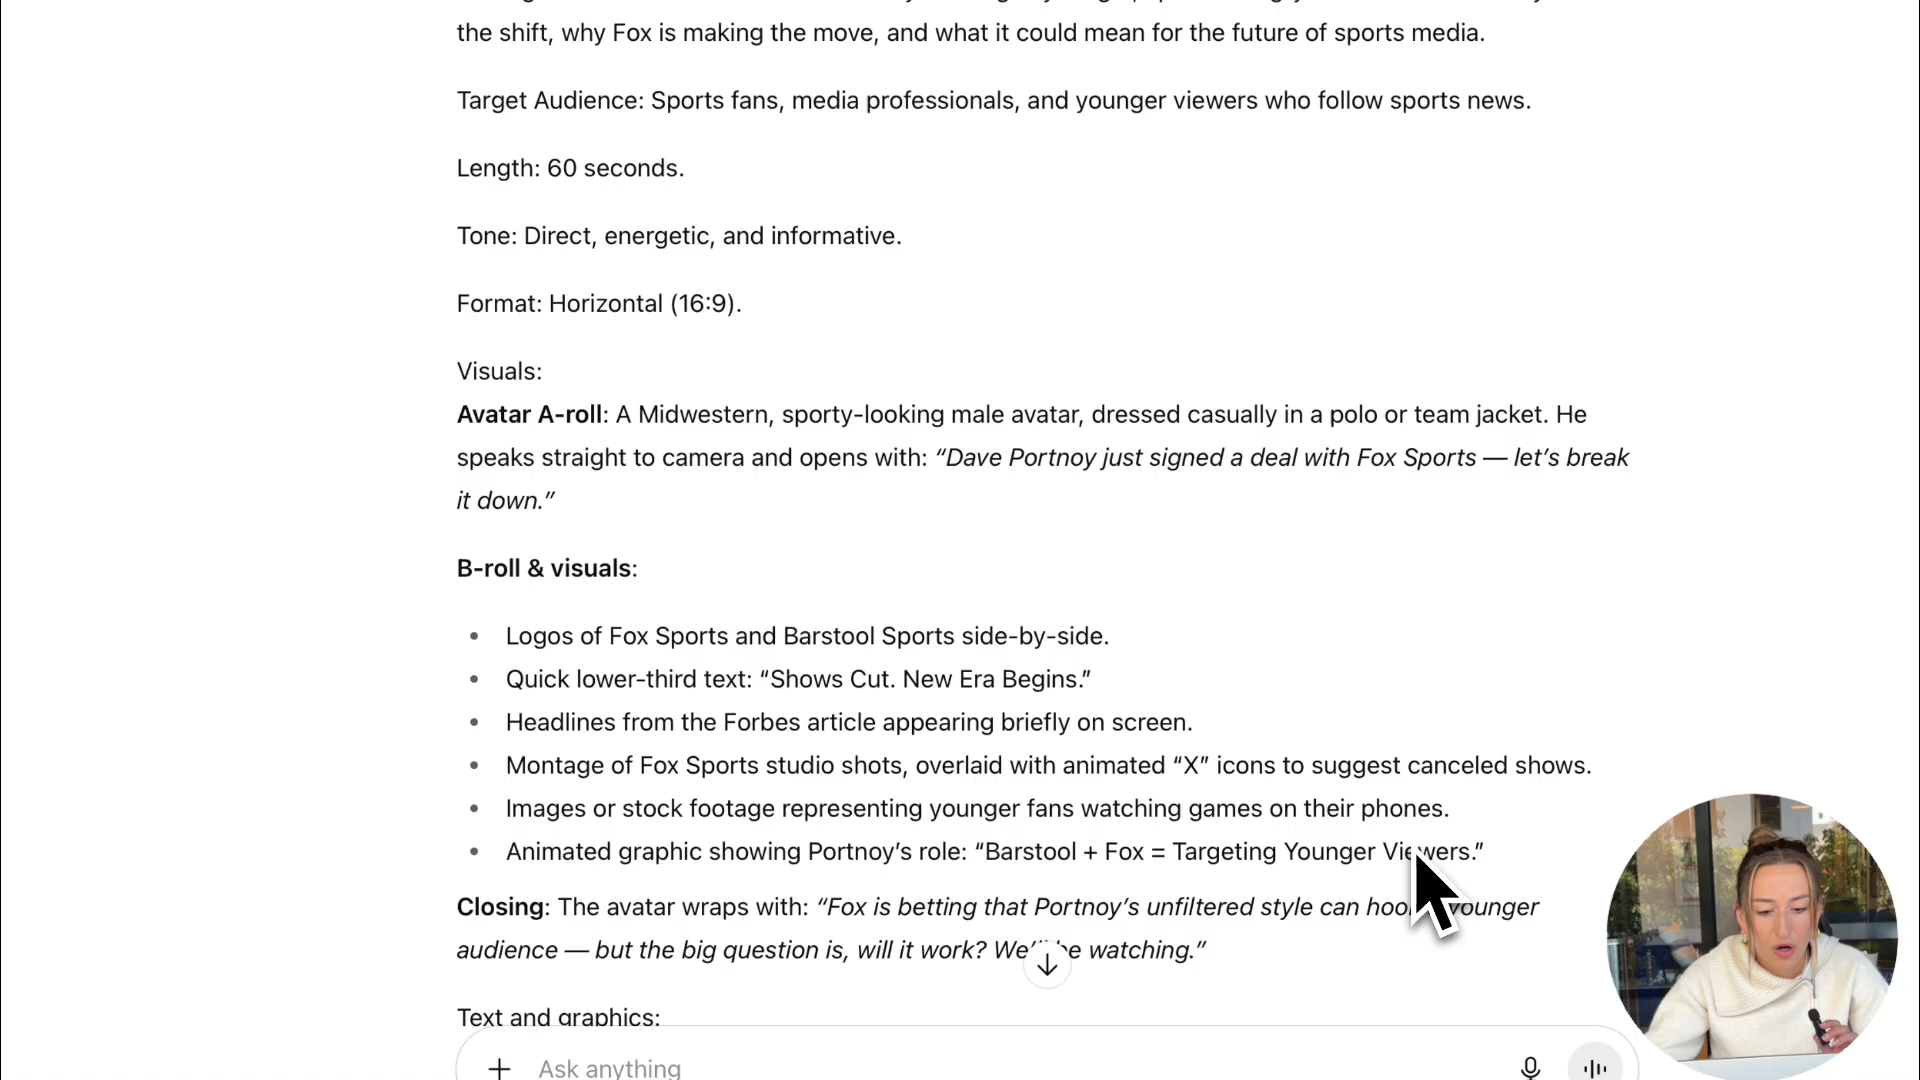 the shift, why Fox is making the move, and what it could mean for the future of sports media.
Target Audience: Sports fans, media professionals, and younger viewers who follow sports news.
Length: 60 seconds.
Tone: Direct, energetic, and informative.
Format: Horizontal (16:9).
Visuals:
Avatar A-roll: A Midwestern, sporty-looking male avatar, dressed casually in a polo or team jacket. He
speaks straight to camera and opens with: “Dave Portnoy just signed a deal with Fox Sports — let’s break
it down.”
B-roll & visuals:
• Logos of Fox Sports and Barstool Sports side-by-side.
• Quick lower-third text: “Shows Cut. New Era Begins.”
• Headlines from the Forbes article appearing briefly on screen.
• Montage of Fox Sports studio shots, overlaid with animated “X” icons to suggest canceled shows.
• Images or stock footage representing younger fans watching games on their phones.
• Animated graphic showing Portnoy’s role: “Barstool + Fox = Targeting Younger Viewers.”
Closing: The avatar wraps with: “Fox is betting that Portnoy’s unfiltered style can younger
audience — but the big question is, will it work? watching.”
Text and graphics:
Ask anything